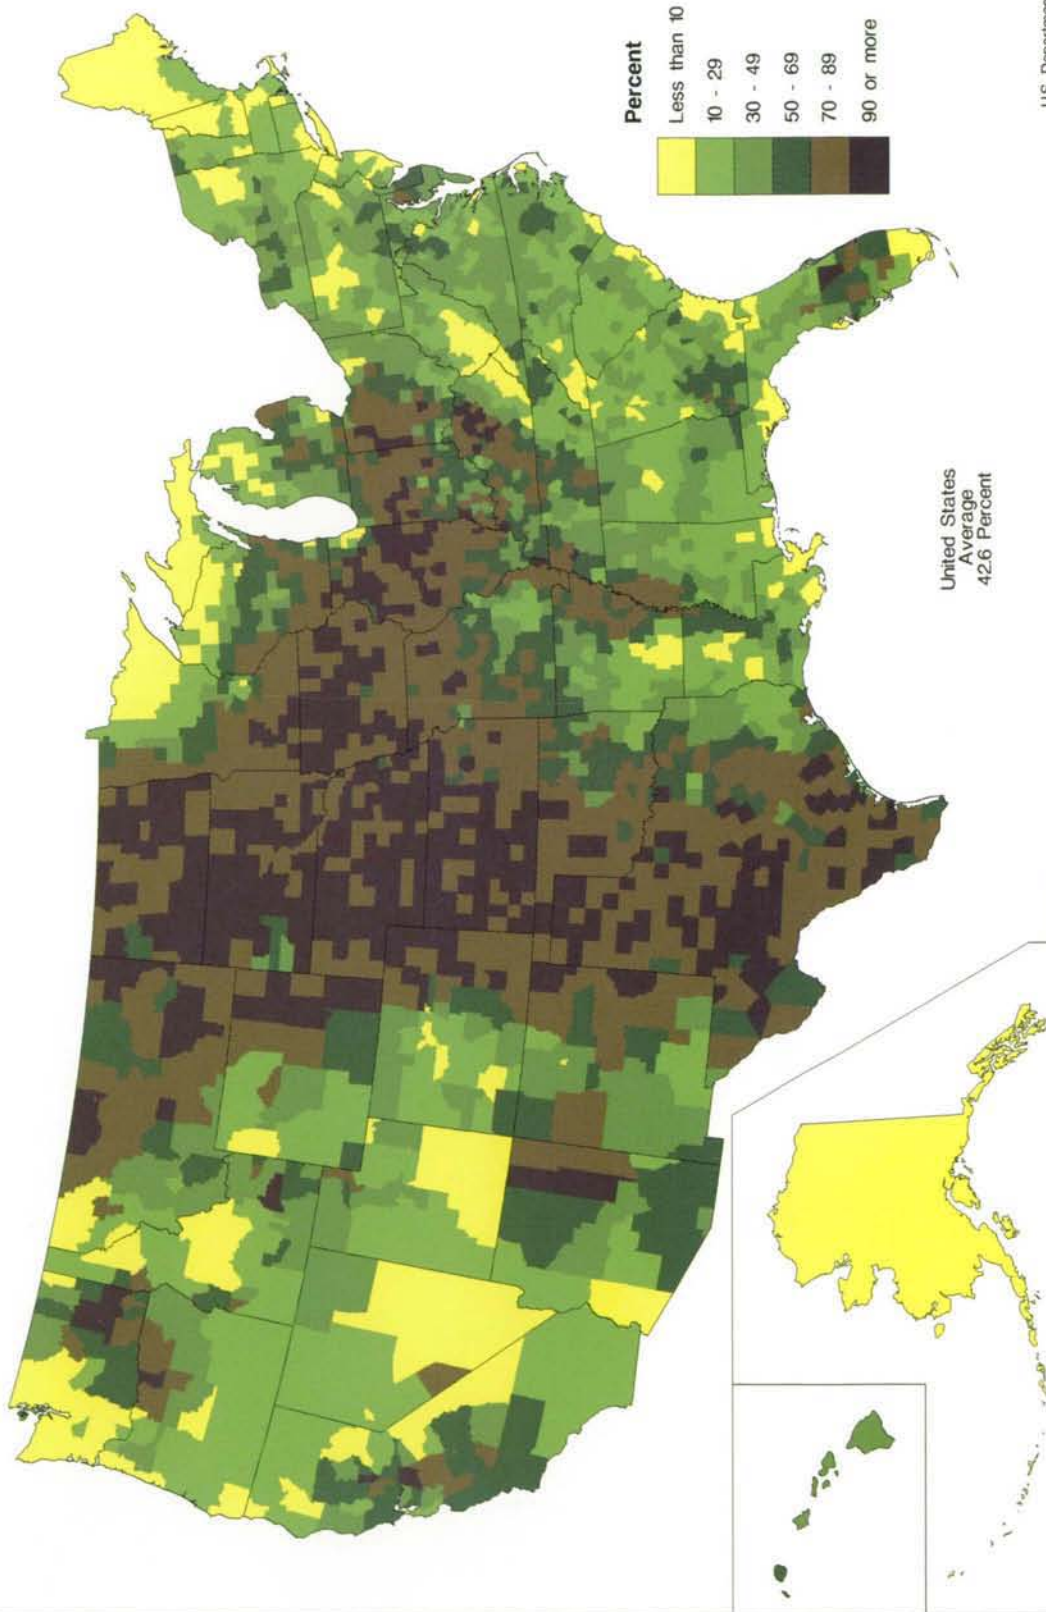 Percent
Less than 10
10 - 29
30 - 49
50 - 69
70 - 89
90 or more
United States
Average
42.6 Percent
U.S.